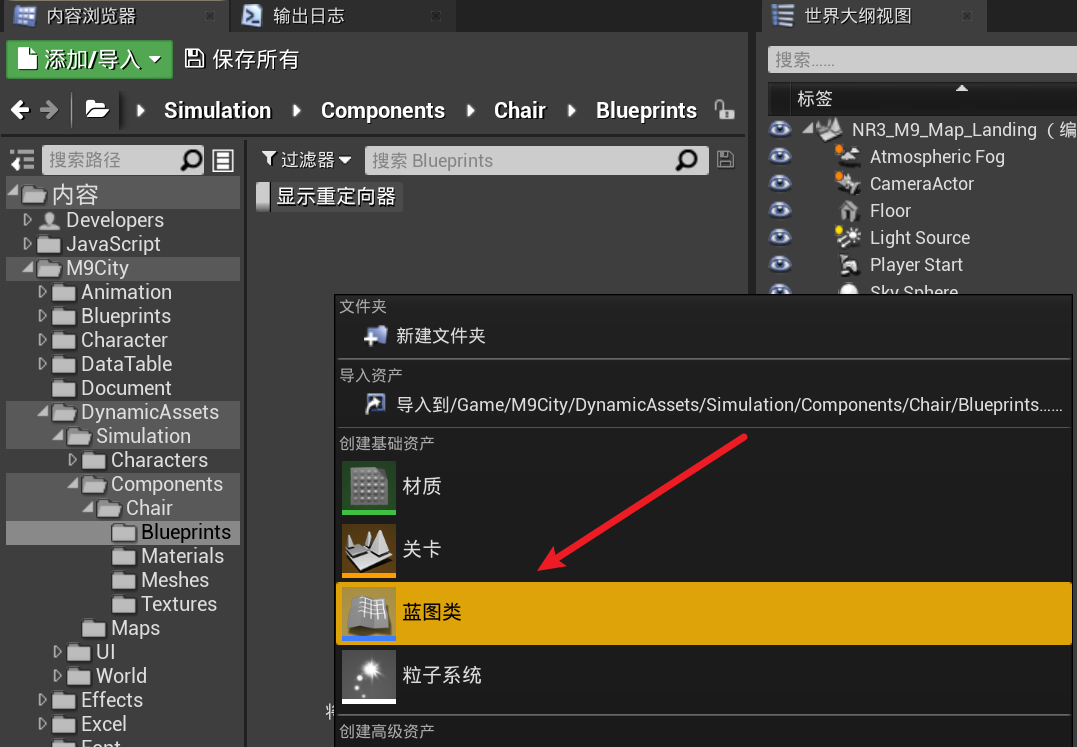 内容浏览器
输出日志
世界大纲视图
添加/导入
保存所有
搜索......
Simulation
Components
Chair
Blueprints
标签
搜索路径
过滤器
搜索 Blueprints
显示重定向器
内容
Developers
JavaScript
M9City
Animation
Blueprints
Character
DataTable
Document
DynamicAssets
Simulation
Characters
Components
Chair
Blueprints
Materials
Meshes
Textures
Maps
UI
World
Effects
Excel
Font
NR3_M9_Map_Landing（编
Atmospheric Fog
CameraActor
Floor
Light Source
Player Start
Sky Sphere
文件夹
新建文件夹
导入资产
导入到/Game/M9City/DynamicAssets/Simulation/Components/Chair/Blueprints......
创建基础资产
材质
关卡
蓝图类
粒子系统
创建高级资产